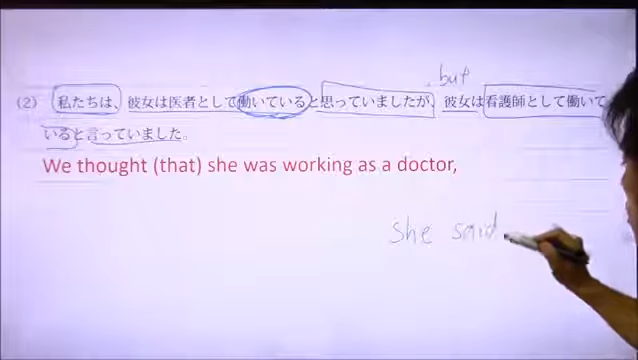 but
(2) 私たちは、彼女は医者として働いていると思っていましたが、彼女は看護師として働いて
いると言っていました。
We thought (that) she was working as a doctor,
she said